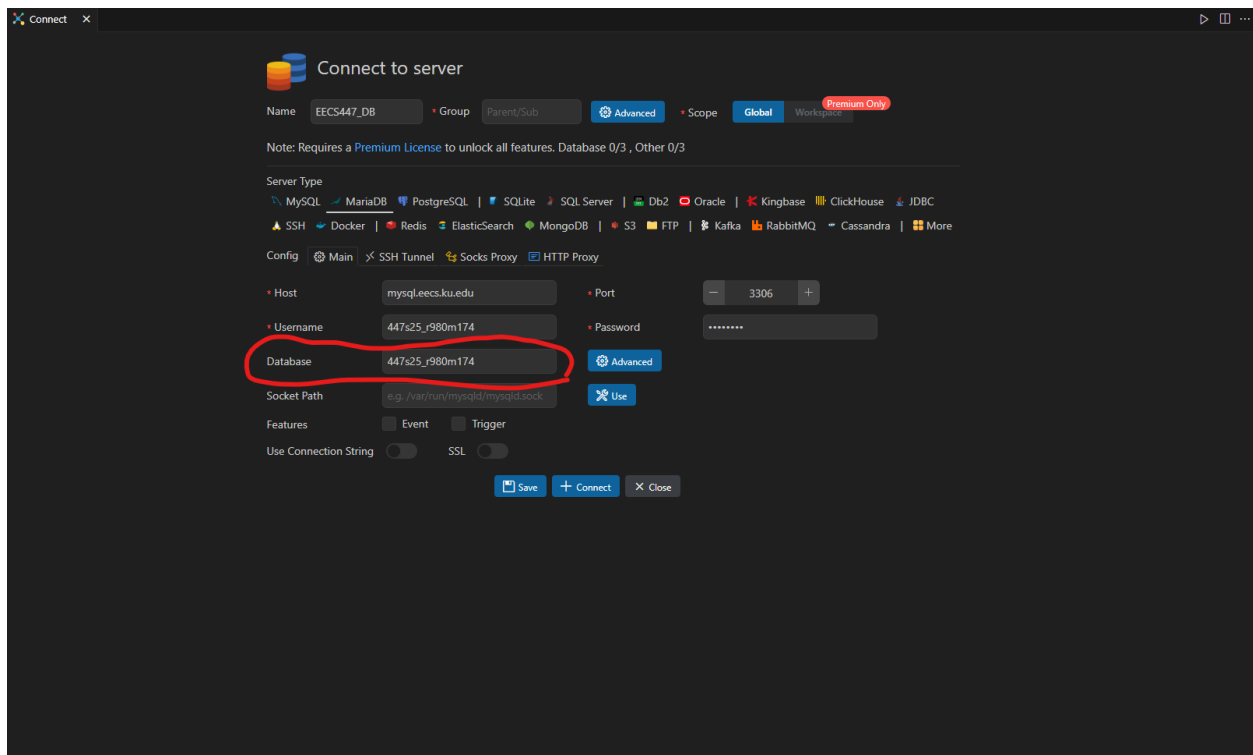 Connect ×
Connect to server
Name EECS447_DB * Group Parent/Sub Advanced * Scope Global Workspace Premium Only
Note: Requires a Premium License to unlock all features. Database 0/3 , Other 0/3
Server Type
MySQL MariaDB PostgreSQL | SQLite SQL Server | Db2 Oracle | Kingbase ClickHouse JDBC
SSH Docker | Redis ElasticSearch MongoDB | S3 FTP | Kafka RabbitMQ Cassandra | More
Config Main SSH Tunnel Socks Proxy HTTP Proxy
* Host mysql.eecs.ku.edu * Port − 3306 +
* Username 447s25_r980m174 * Password ••••••••
Database 447s25_r980m174 Advanced
Socket Path e.g. /var/run/mysqld/mysqld.sock Use
Features Event Trigger
Use Connection String SSL
Save + Connect × Close